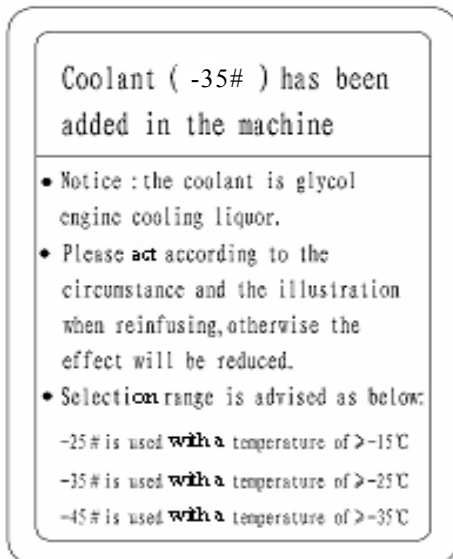 Coolant ( -35# ) has been
added in the machine
• Notice :the coolant is glycol
engine cooling liquor.
• Please act according to the
circumstance and the illustration
when reinfusing,otherwise the
effect will be reduced.
• Selection range is advised as below:
-25#is used with a temperature of >-15℃
-35#is used with a temperature of >-25℃
-45#is used with a temperature of >-35℃